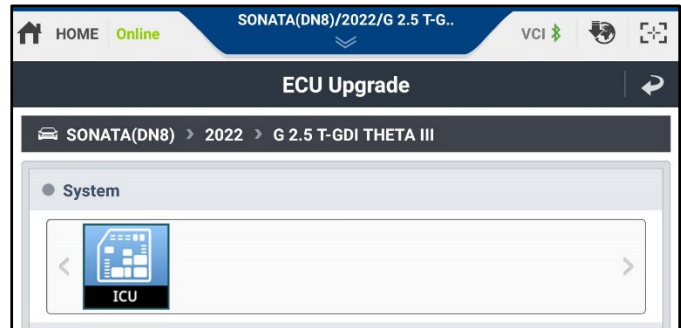 HOME Online SONATA(DN8)/2022/G 2.5 T-G.. VCI
ECU Upgrade
SONATA(DN8) > 2022 > G 2.5 T-GDI THETA III
System
ICU